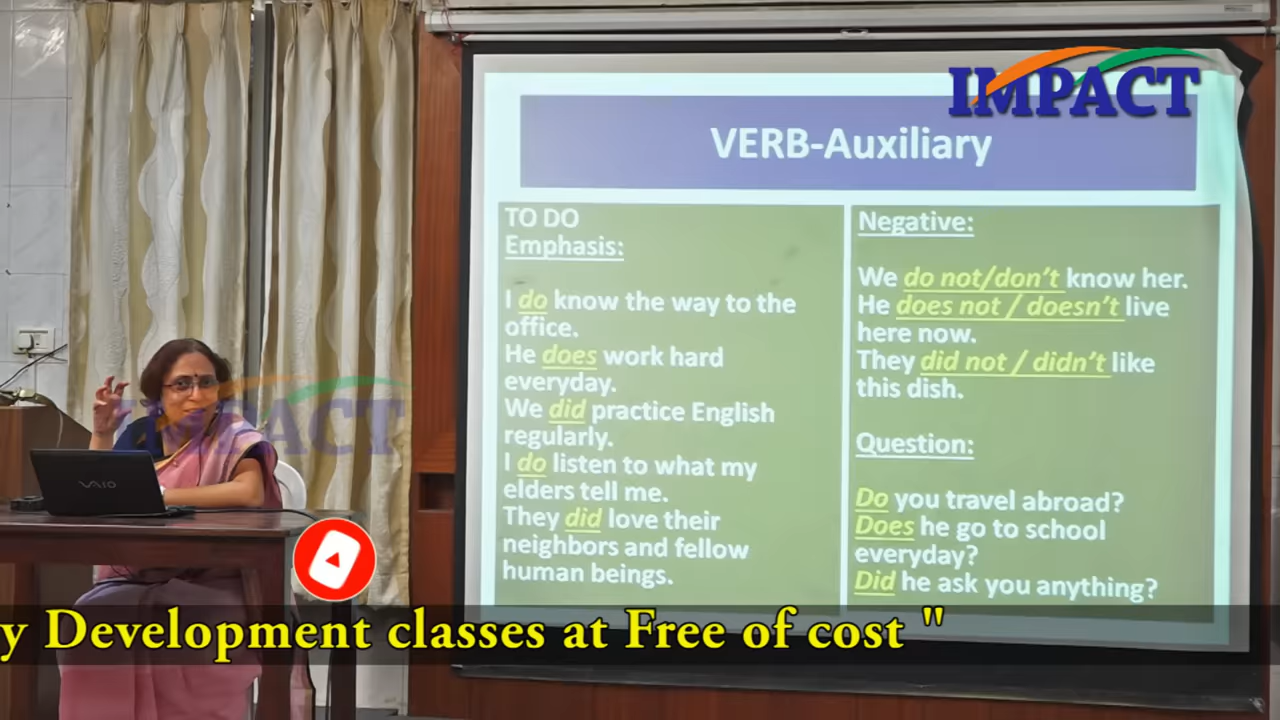 IMPACT
VERB-Auxiliary
TO DO
Emphasis:
I do know the way to the
office.
He does work hard
everyday.
We did practice English
regularly.
I do listen to what my
elders tell me.
They did love their
neighbors and fellow
human beings.
Negative:
We do not/don't know her.
He does not / doesn't live
here now.
They did not / didn't like
this dish.
Question:
Do you travel abroad?
Does he go to school
everyday?
Did he ask you anything?
IMPACT
VAIO
y Development classes at Free of cost "